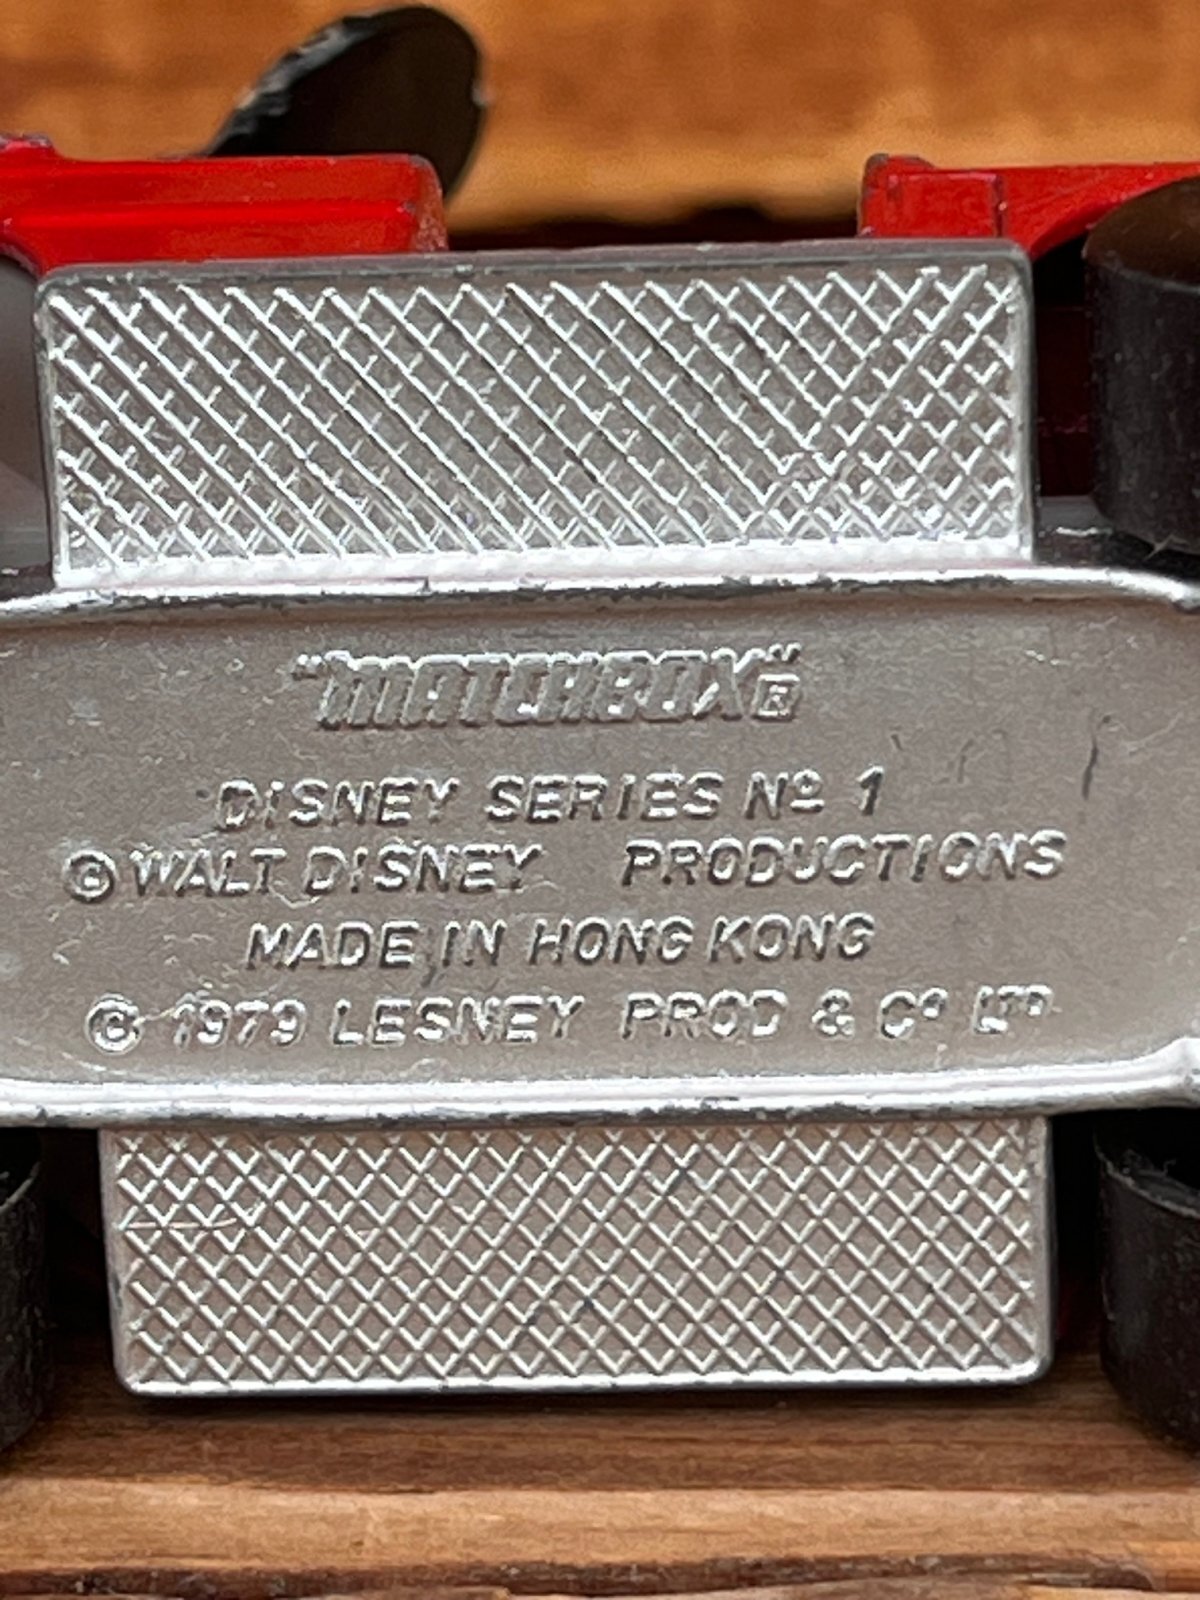 "MATCHBOX"®
DISNEY SERIES Nº 1
© WALT DISNEY PRODUCTIONS
MADE IN HONG KONG
© 1979 LESNEY PROD & Cº LTD